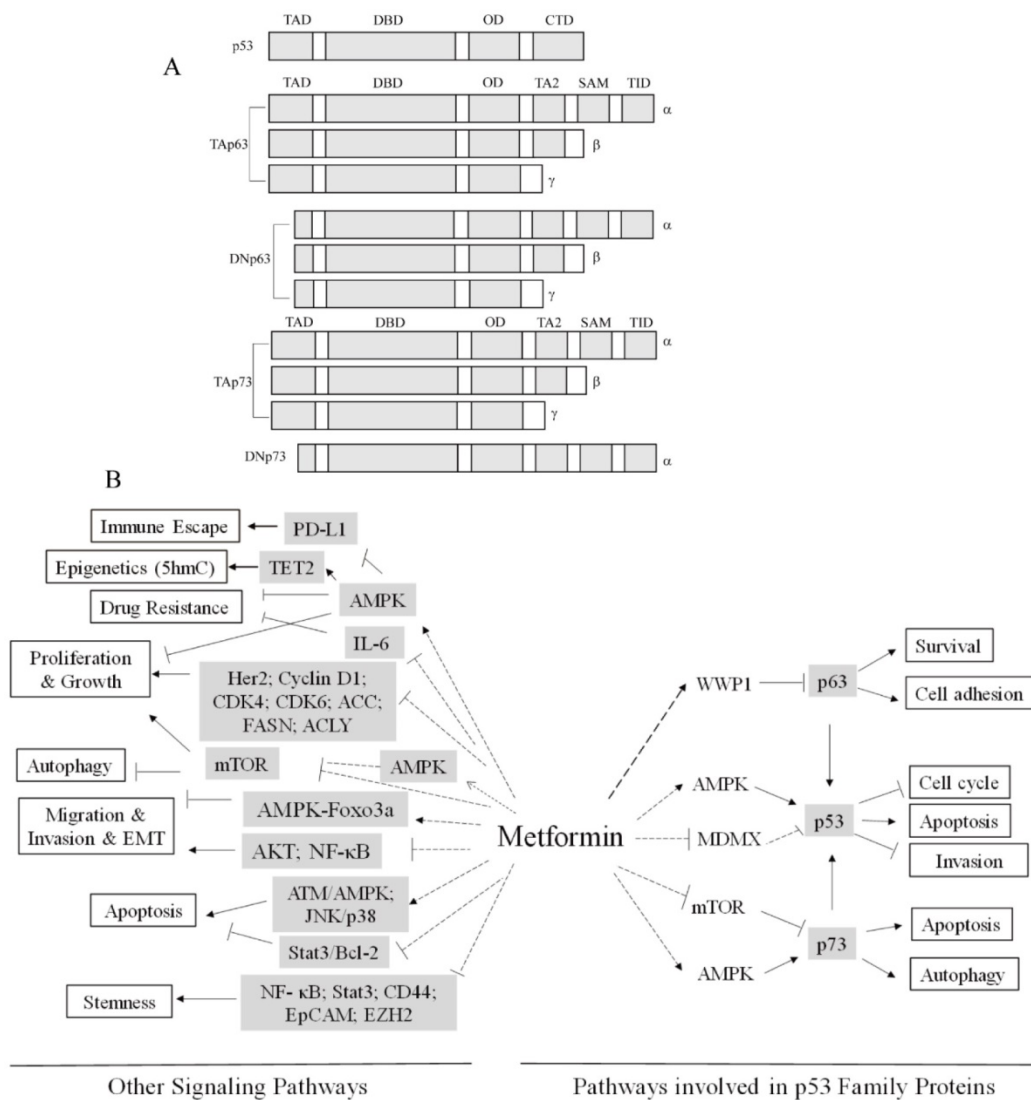 TAD DBD OD CTD
p53
A
TAD DBD OD TA2 SAM TID
α
TAp63
β
γ
α
DNp63
β
γ
TAD DBD OD TA2 SAM TID
α
TAp73
β
γ
DNp73
α
B
Immune Escape
PD-L1
Epigenetics (5hmC)
TET2
Drug Resistance
AMPK
IL-6
Proliferation
& Growth
Her2; Cyclin D1;
CDK4; CDK6; ACC;
FASN; ACLY
Autophagy
mTOR
AMPK
Migration &
Invasion & EMT
AMPK-Foxo3a
AKT; NF-κB
Apoptosis
ATM/AMPK;
JNK/p38
Stat3/Bcl-2
Stemness
NF- κB; Stat3; CD44;
EpCAM; EZH2
Metformin
WWP1
p63
Survival
Cell adhesion
AMPK
MDMX
p53
Cell cycle
Apoptosis
Invasion
mTOR
AMPK
p73
Apoptosis
Autophagy
Other Signaling Pathways
Pathways involved in p53 Family Proteins